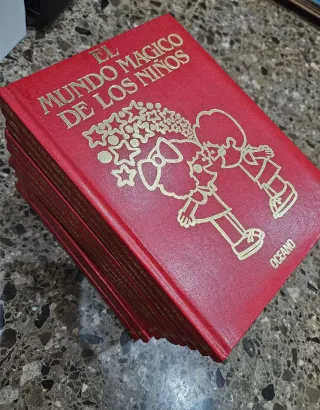 EL
MUNDO MAGICO
DE LOS NIÑOS
OCEANO